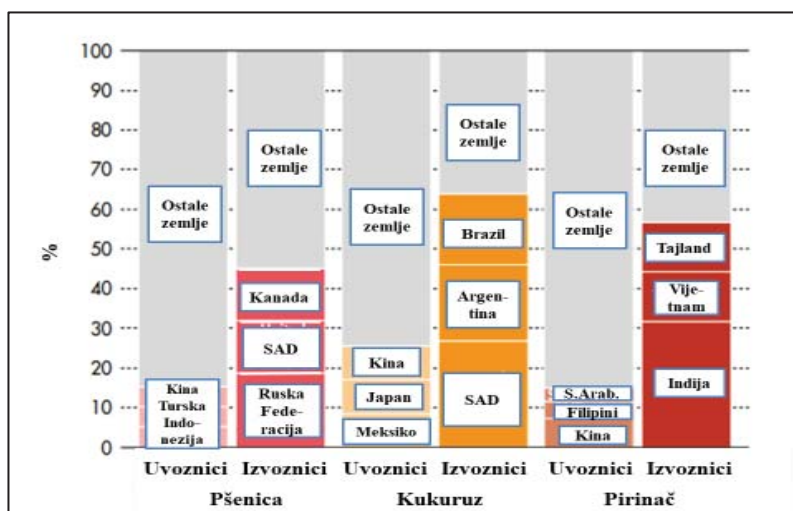 100
90
80
70
60
50
40
30
20
10
0
%
Ostale
zemlje
Kina
Turska
Indo-
nezija
Ostale
zemlje
Kanada
SAD
Ruska
Fede-
racija
Ostale
zemlje
Kina
Japan
Meksiko
Ostale
zemlje
Brazil
Argen-
tina
SAD
Ostale
zemlje
S.Arab.
Filipini
Kina
Ostale
zemlje
Tajland
Vije-
tnam
Indija
Uvoznici Izvoznici Uvoznici Izvoznici Uvoznici Izvoznici
Pšenica Kukuruz Pirinač